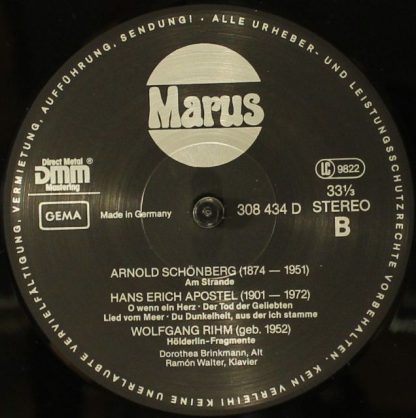 VERVIELFÄLTIGUNG, VERMIETUNG, AUFFÜHRUNG, SENDUNG! · ALLE URHEBER- UND LEISTUNGSSCHUTZRECHTE VORBEHALTEN. KEIN VERLEIH! KEINE UNERLAUBTE
Marus
Direct Metal ®
DMM
Mastering
LC 9822
GEMA
Made in Germany
308 434 D
33⅓
STEREO
B
ARNOLD SCHÖNBERG (1874 — 1951)
Am Strande
HANS ERICH APOSTEL (1901 — 1972)
O wenn ein Herz · Der Tod der Geliebten
Lied vom Meer · Du Dunkelheit, aus der ich stamme
WOLFGANG RIHM (geb. 1952)
Hölderlin-Fragmente
Dorothea Brinkmann, Alt
Ramón Walter, Klavier